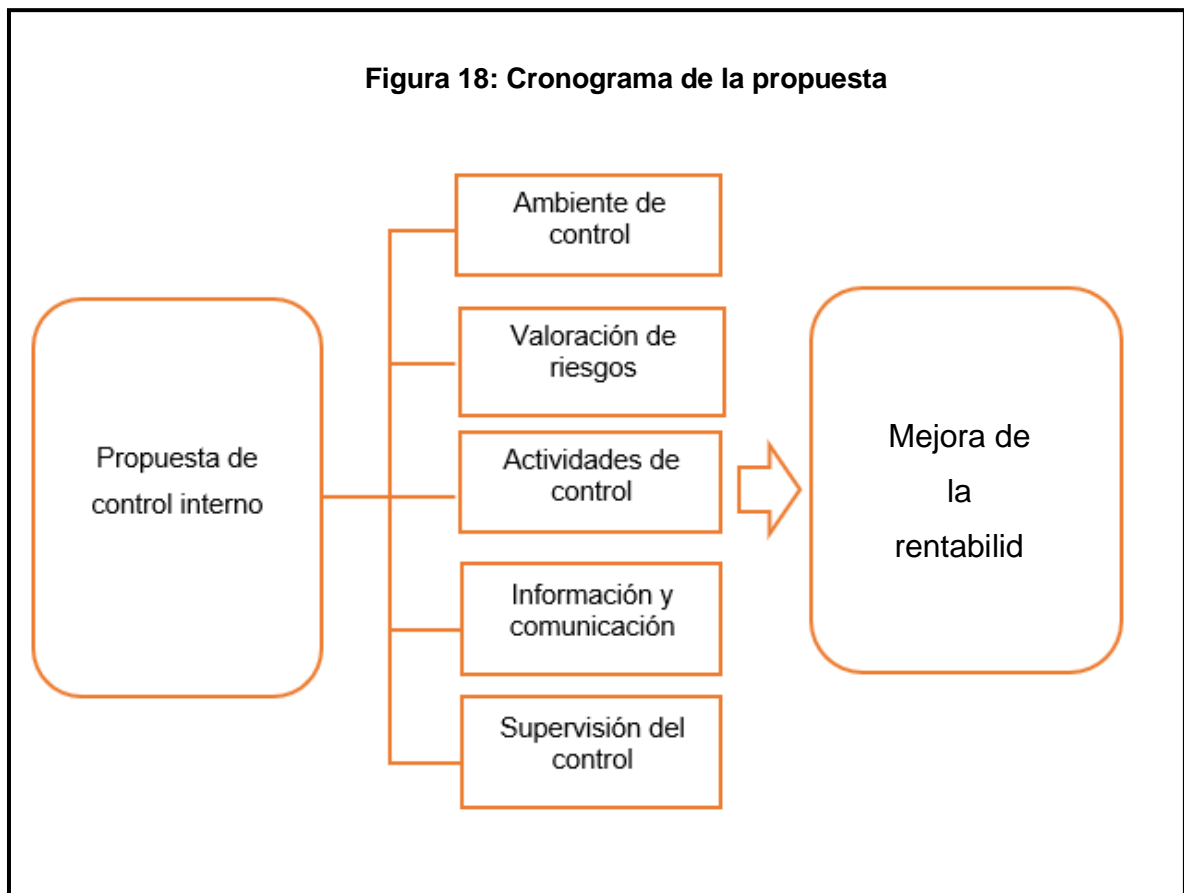 Figura 18: Cronograma de la propuesta
Propuesta de
control interno
Ambiente de
control
Valoración de
riesgos
Actividades de
control
Información y
comunicación
Supervisión del
control
Mejora de
la
rentabilid